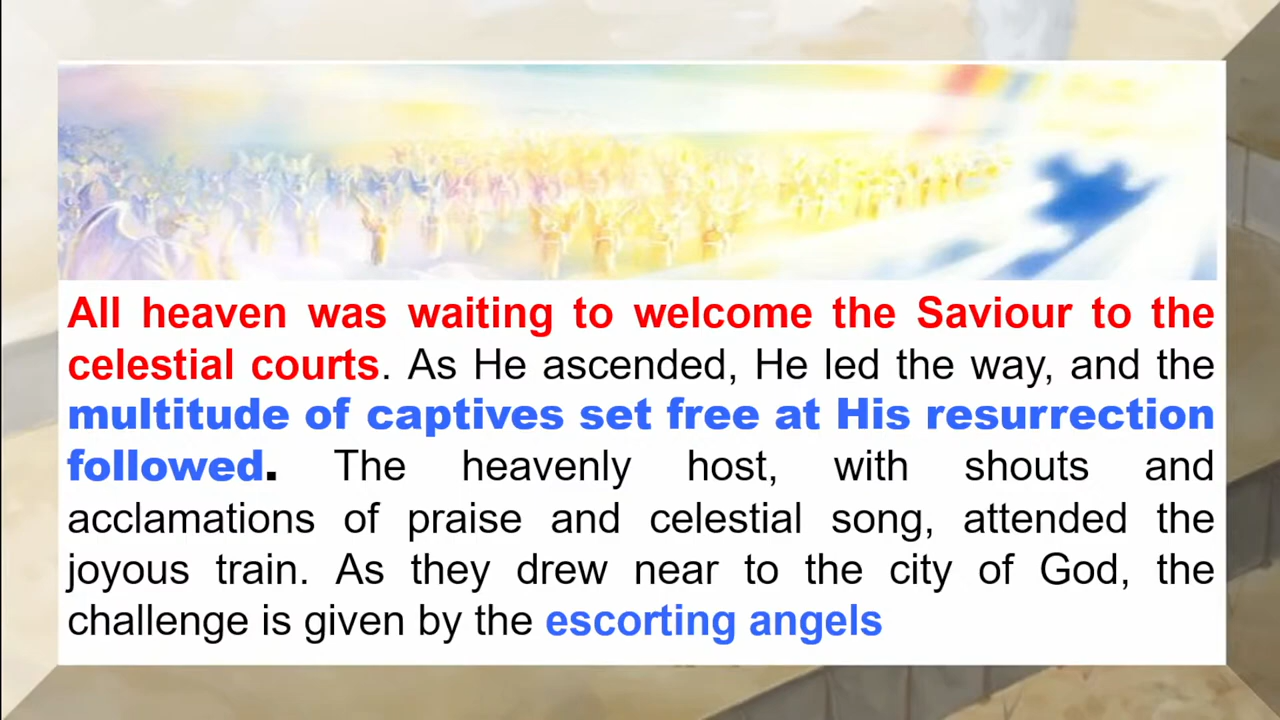 All heaven was waiting to welcome the Saviour to the
celestial courts. As He ascended, He led the way, and the
multitude of captives set free at His resurrection
followed. The heavenly host, with shouts and
acclamations of praise and celestial song, attended the
joyous train. As they drew near to the city of God, the
challenge is given by the escorting angels